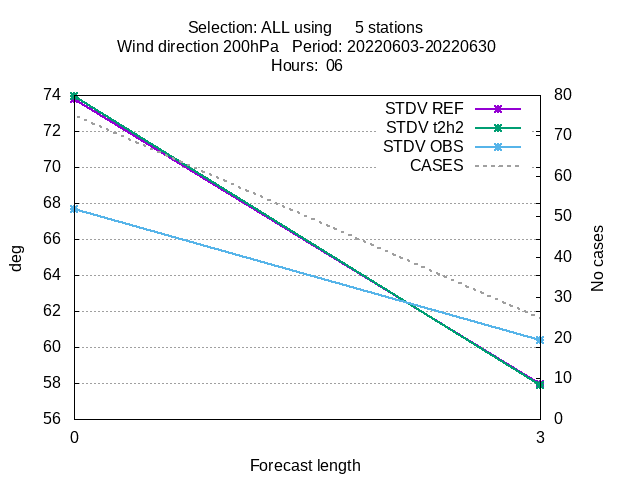 Selection: ALL using     5 stations
Wind direction 200hPa   Period: 20220603-20220630
Hours:  06
74
72
70
68
66
64
62
60
58
56
80
70
60
50
40
30
20
10
0
0
3
deg
No cases
Forecast length
STDV REF
STDV t2h2
STDV OBS
CASES